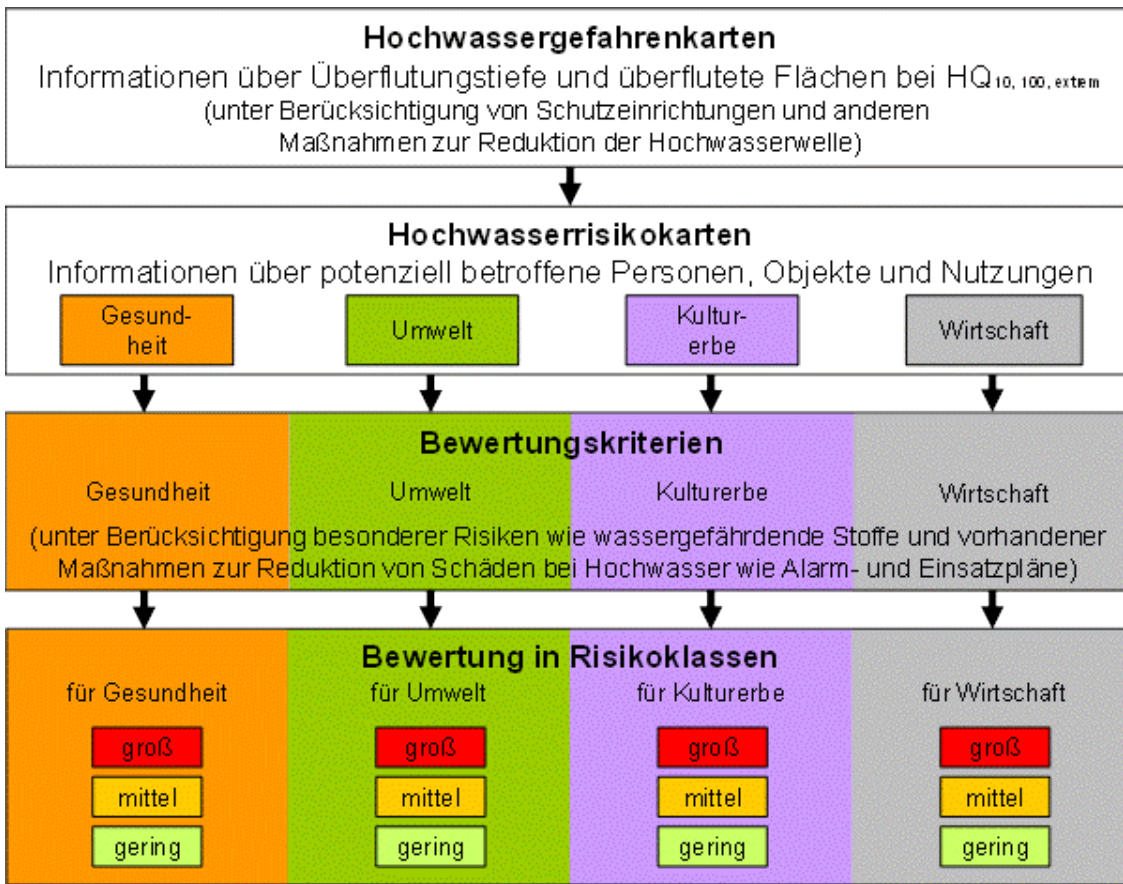 Hochwassergefahrenkarten
Informationen über Überflutungstiefe und überflutete Flächen bei HQ10, 100, extrem
(unter Berücksichtigung von Schutzeinrichtungen und anderen
Maßnahmen zur Reduktion der Hochwasserwelle)
Hochwasserrisikokarten
Informationen über potenziell betroffene Personen, Objekte und Nutzungen
Gesund-
heit
Umwelt
Kultur-
erbe
Wirtschaft
Bewertungskriterien
Gesundheit Umwelt Kulturerbe Wirtschaft
(unter Berücksichtigung besonderer Risiken wie wassergefährdende Stoffe und vorhandener
Maßnahmen zur Reduktion von Schäden bei Hochwasser wie Alarm- und Einsatzpläne)
Bewertung in Risikoklassen
für Gesundheit für Umwelt für Kulturerbe für Wirtschaft
groß groß groß groß
mittel mittel mittel mittel
gering gering gering gering